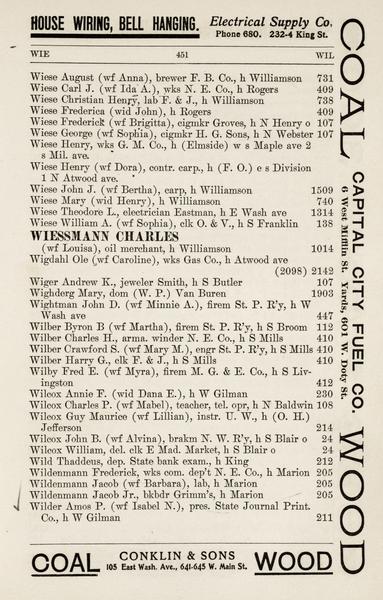 HOUSE WIRING, BELL HANGING. Electrical Supply Co.
Phone 680. 232-4 King St.
WIE 451 WIL
Wiese August (wf Anna), brewer F. B. Co., h Williamson 731
Wiese Carl J. (wf Ida A.), wks N. E. Co., h Rogers 409
Wiese Christian Henry, lab F. & J., h Williamson 738
Wiese Frederica (wid John), h Rogers 409
Wiese Frederick (wf Brigitta), cigmkr Groves, h N Henry o 107
Wiese George (wf Sophia), cigmkr H. G. Sons, h N Webster 107
Wiese Henry, wks G. M. Co., h (Elmside) w s Maple ave 2
s Mil. ave.
Wiese Henry (wf Dora), contr. carp., h (F. O.) e s Division
1 N Atwood ave.
Wiese John J. (wf Bertha), carp, h Williamson 1509
Wiese Mary (wid Henry), h Williamson 740
Wiese Theodore L., electrician Eastman, h E Wash ave 1314
Wiese William A. (wf Sophia), clk O. & V., h S Franklin 138
WIESSMANN CHARLES
(wf Louisa), oil merchant, h Williamson 1014
Wigdahl Ole (wf Caroline), wks Gas Co., h Atwood ave
(2098) 2142
Wiger Andrew K., jeweler Smith, h S Butler 107
Wighderg Mary, dom (W. P.) Van Buren 1903
Wightman John D. (wf Minnie A.), firem St. P. R'y, h W
Wash ave 447
Wilber Byron B (wf Martha), firem St. P. R'y, h S Broom 112
Wilber Charles H., arma. winder N. E. Co., h S Mills 410
Wilber Crawford S. (wf Mary M.), engr St. P. R'y, h S Mills 410
Wilber Harry G., clk F. & J., h S Mills 410
Wilby Fred E. (wf Myra), firem M. G. & E. Co., h S Liv-
ingston 412
Wilcox Annie F. (wid Dana E.), h W Gilman 230
Wilcox Charles P. (wf Mabel), teacher, tel. opr, h N Baldwin 108
Wilcox Guy Maurice (wf Lillian), instr. U. W., h (O. H.)
Jefferson 214
Wilcox John B. (wf Alvina), brakm N. W. R'y, h S Blair o 24
Wilcox William, del. clk E Mad. Market, h S Blair o 24
Wild Thaddeus, dep. State bank exam., h King 212
Wildenmann Frederick, wks com. dep't N. E. Co., h Marion 205
Wildenmann Jacob (wf Barbara), lab, h Marion 205
Wildenmann Jacob Jr., bkbdr Grimm's, h Marion 205
Wilder Amos P. (wf Isabel N.), pres. State Journal Print.
Co., h W Gilman 211
COAL CAPITAL CITY FUEL CO. WOOD
6 West Mifflin St. Yards, 601 W. Doty St.
COAL CONKLIN & SONS WOOD
105 East Wash. Ave., 641-645 W. Main St.